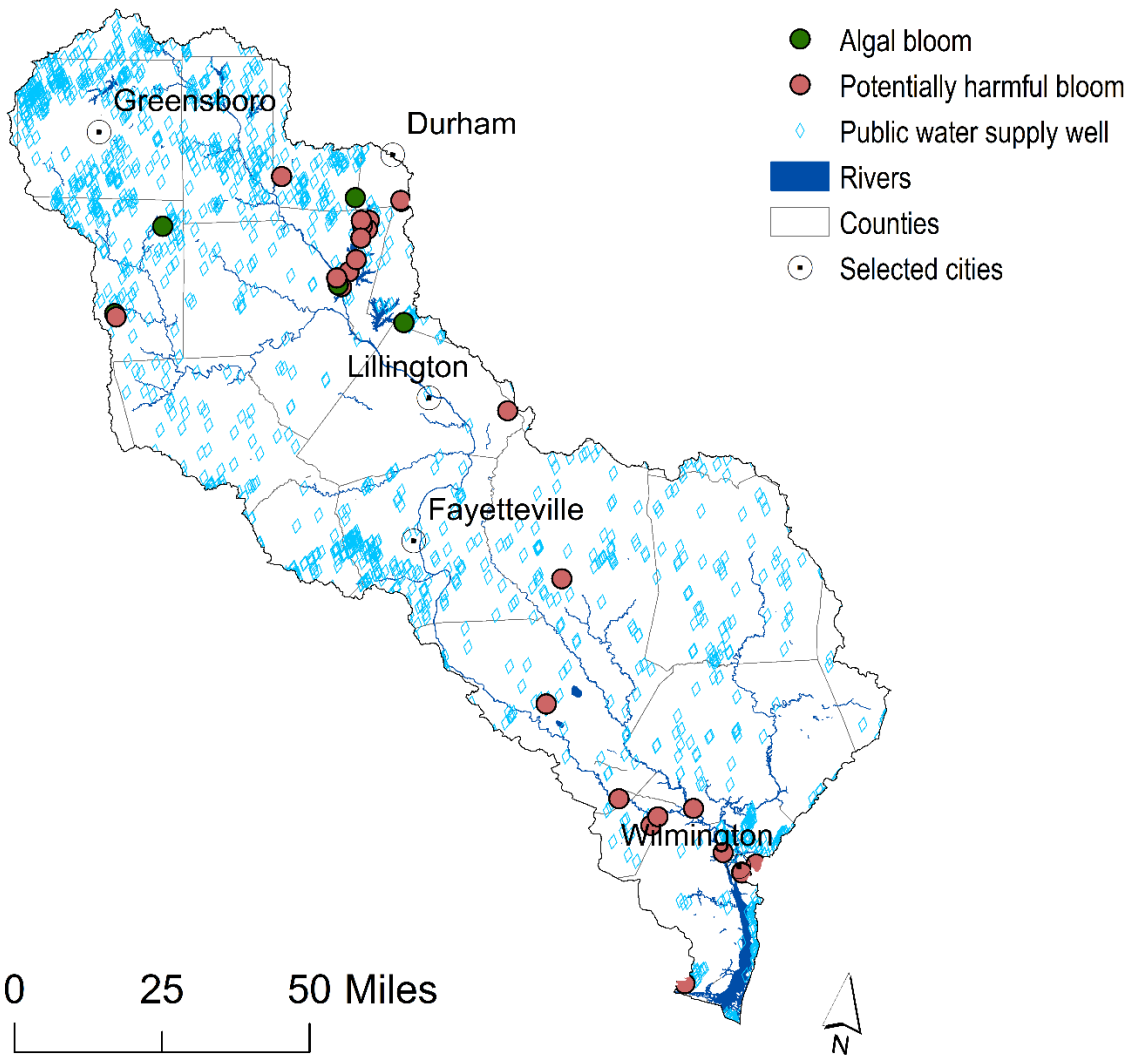 Algal bloom
Potentially harmful bloom
Public water supply well
Rivers
Counties
Selected cities
Greensboro
Durham
Lillington
Fayetteville
Wilmington
0 25 50 Miles
N